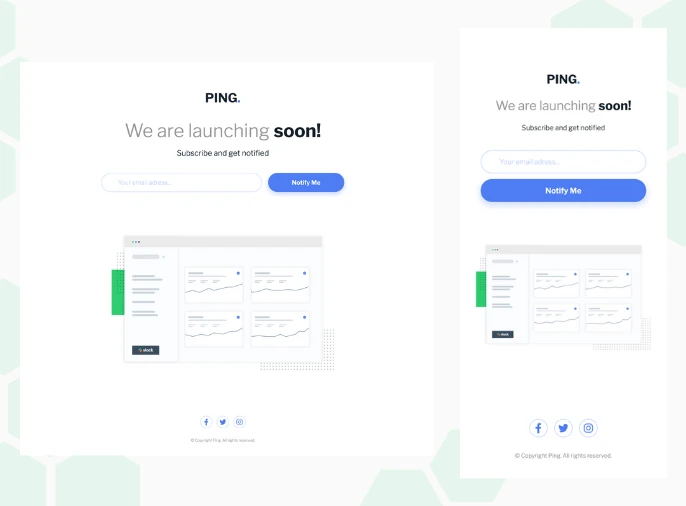 PING.
We are launching soon!
Subscribe and get notified
Your email adress...
Notify Me
slack
© Copyright Ping. All rights reserved.
PING.
We are launching soon!
Subscribe and get notified
Your email adress...
Notify Me
slack
© Copyright Ping. All rights reserved.